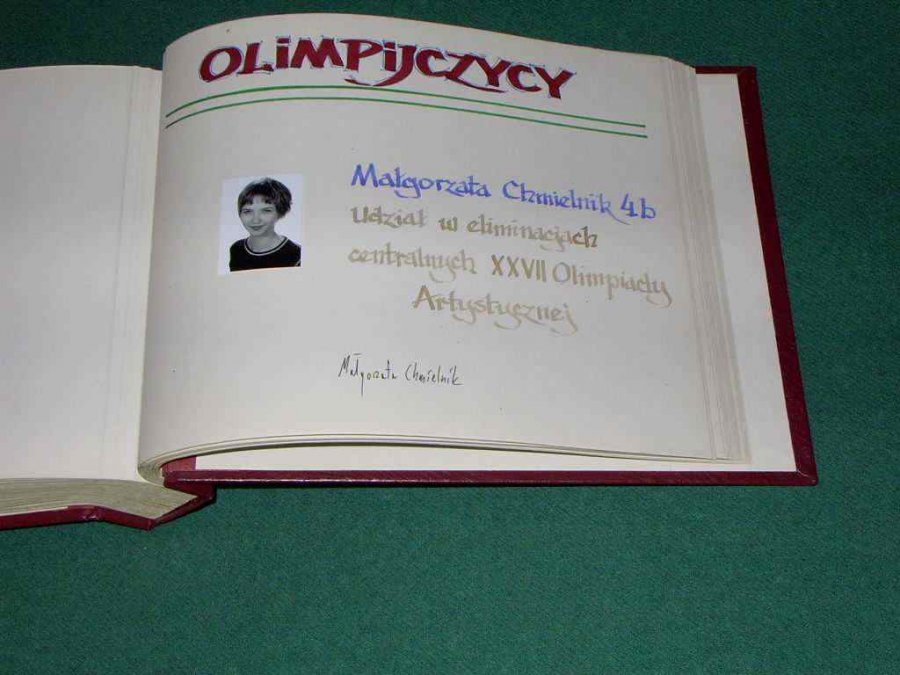 OLiMPiJCZYCY
Małgorzata Chmielnik 4b
Udział w eliminacjach
centralnych XXVII Olimpiady
Artystycznej
Małgorzata Chmielnik